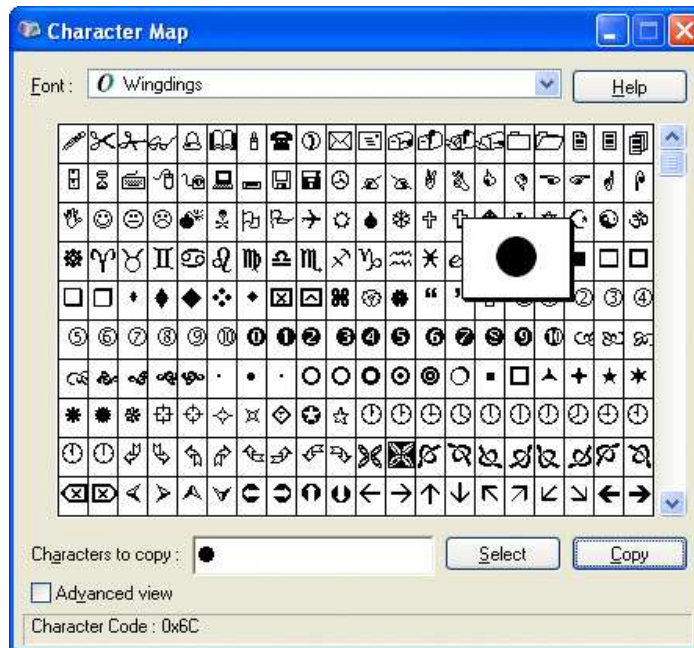 Character Map
Font : O Wingdings Help
Characters to copy : ● Select Copy
Advanced view
Character Code : 0x6C